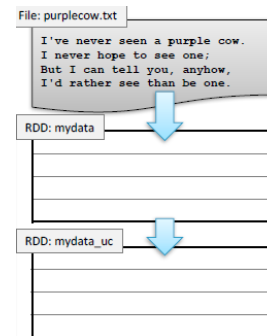 File: purplecow.txt
I've never seen a purple cow.
I never hope to see one;
But I can tell you, anyhow,
I'd rather see than be one.
RDD: mydata
RDD: mydata_uc